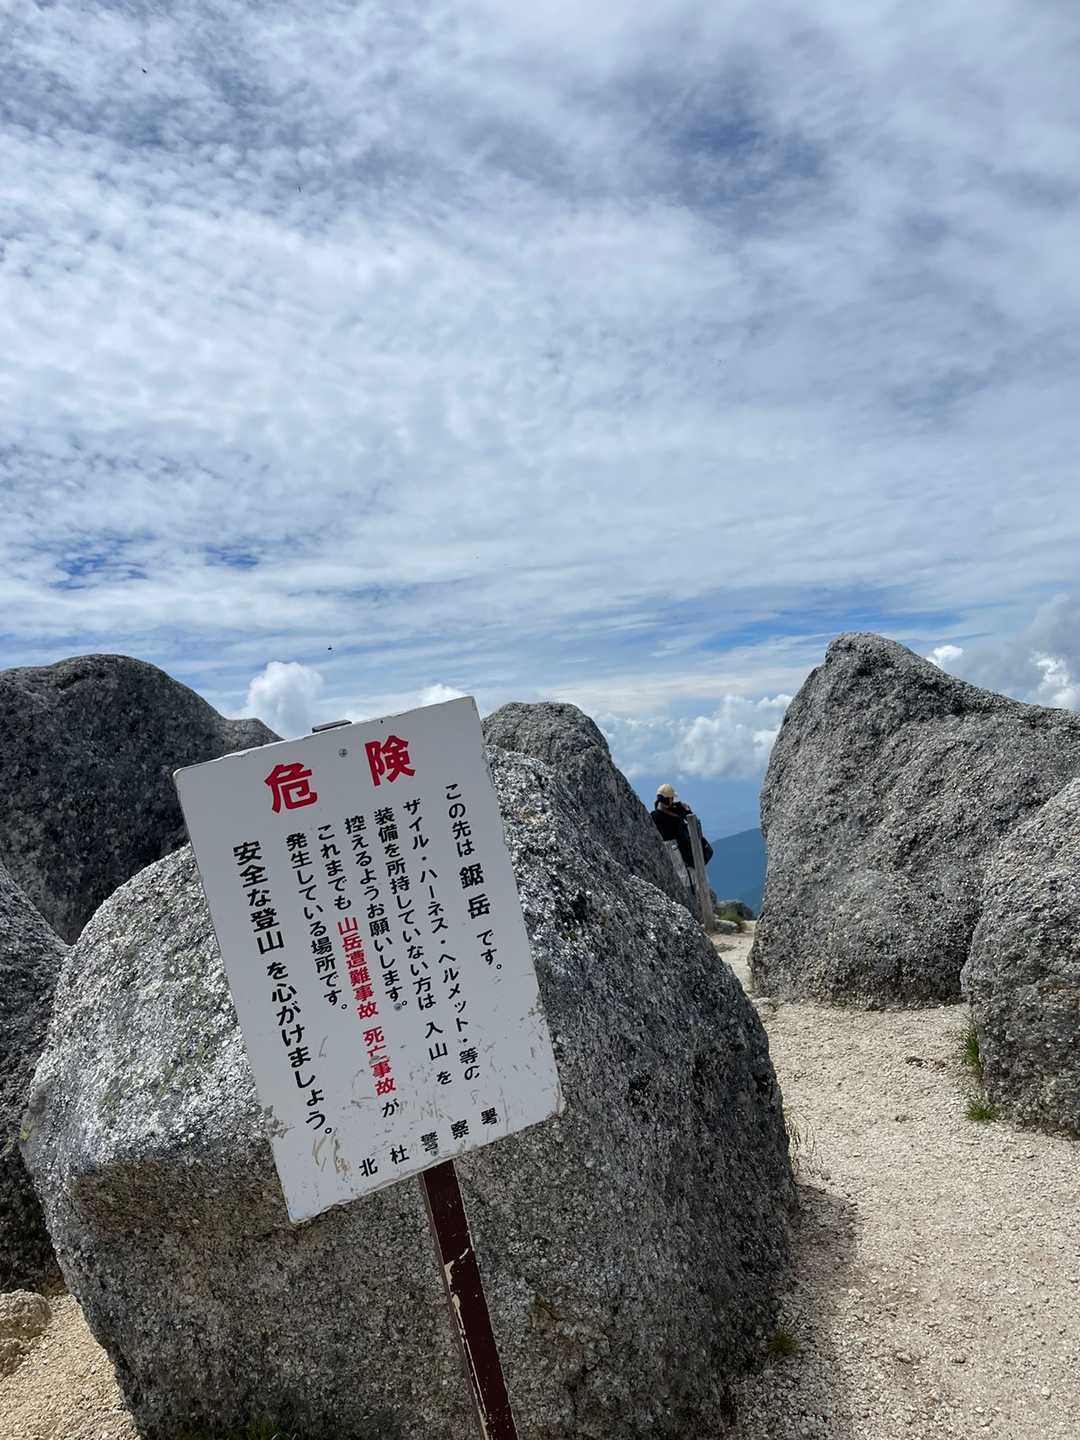 危険
この先は 鋸岳 です。
ザイル・ハーネス・ヘルメット・等の
装備を所持していない方は 入山 を
控えるようお願いします。
これまでも 山岳遭難事故 死亡事故 が
発生している場所です。
安全な登山 を心がけましょう。
北杜警察署